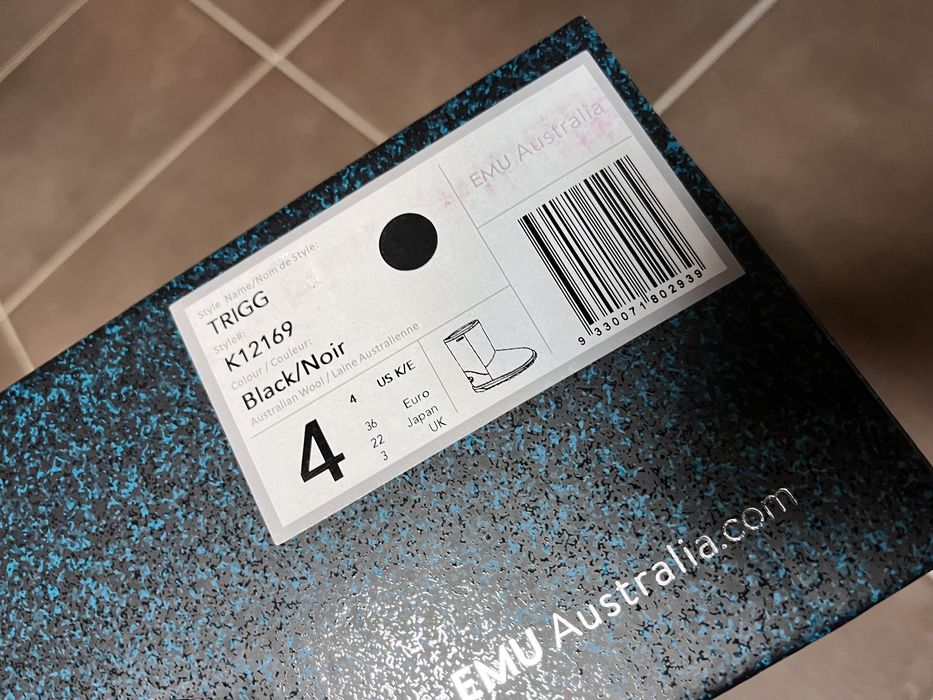 EMU Australia
Style Name/Nom de Style:
TRIGG
Style#:
K12169
Colour / Couleur:
Black/Noir
Australian Wool / Laine Australienne
4
4 US K/E
36 Euro
22 Japan
3 UK
9 330071 802939
EMU Australia.com